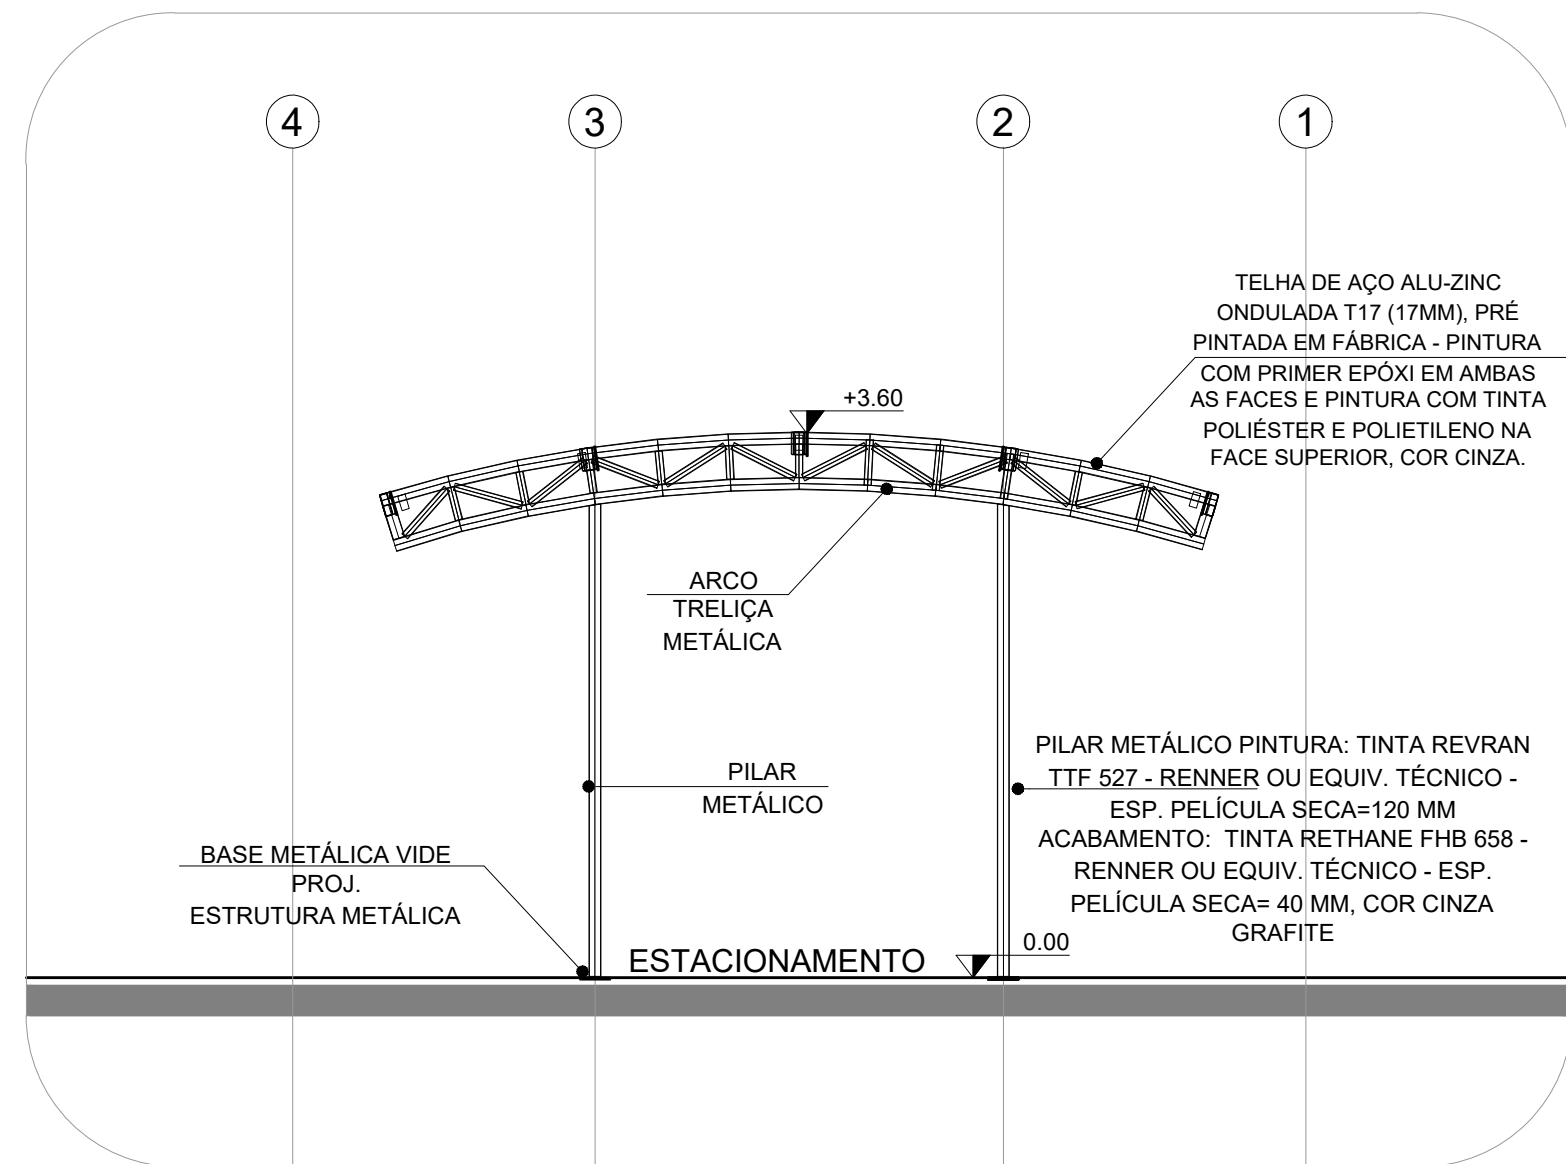 4
3
2
1
TELHA DE AÇO ALU-ZINC
ONDULADA T17 (17MM), PRÉ
PINTADA EM FÁBRICA - PINTURA
COM PRIMER EPÓXI EM AMBAS
AS FACES E PINTURA COM TINTA
POLIÉSTER E POLIETILENO NA
FACE SUPERIOR, COR CINZA.
+3.60
ARCO
TRELIÇA
METÁLICA
PILAR
METÁLICO
PILAR METÁLICO PINTURA: TINTA REVRAN
TTF 527 - RENNER OU EQUIV. TÉCNICO -
ESP. PELÍCULA SECA=120 MM
ACABAMENTO: TINTA RETHANE FHB 658 -
RENNER OU EQUIV. TÉCNICO - ESP.
PELÍCULA SECA= 40 MM, COR CINZA
GRAFITE
BASE METÁLICA VIDE
PROJ.
ESTRUTURA METÁLICA
ESTACIONAMENTO
0.00